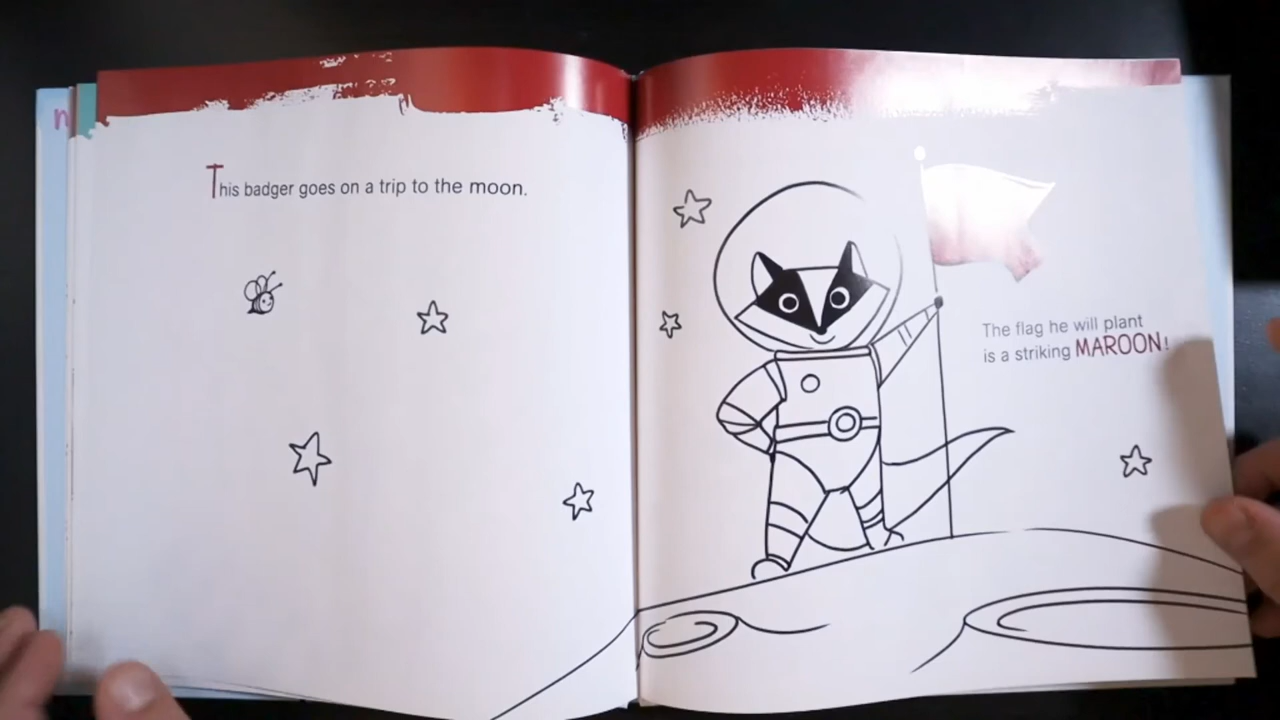 n
This badger goes on a trip to the moon.
The flag he will plant
is a striking MAROON!